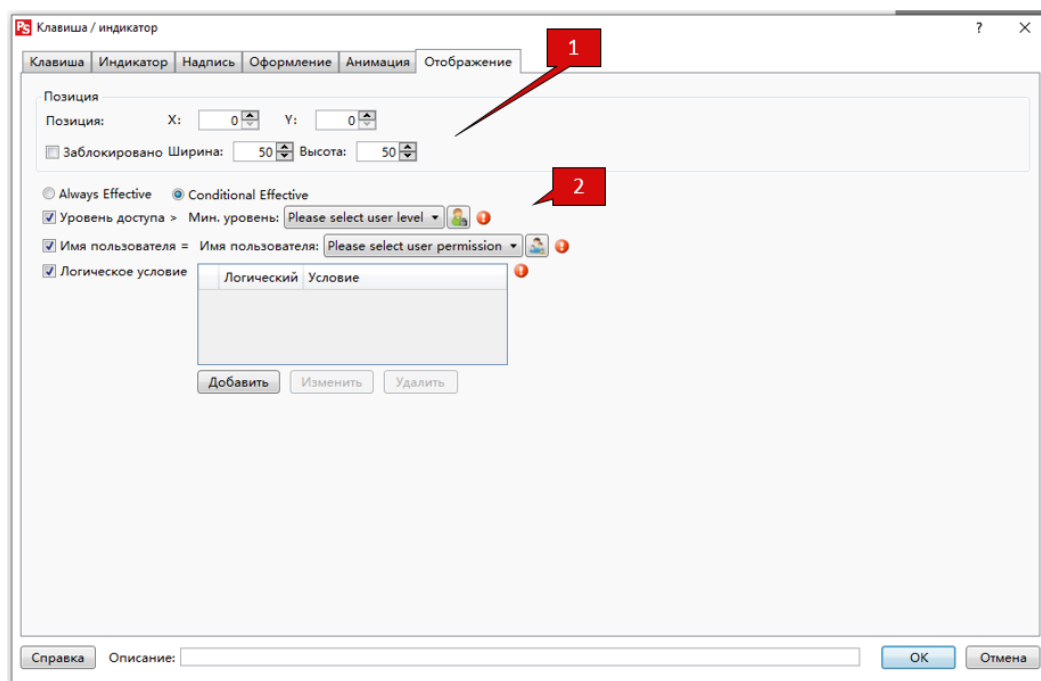 PS Клавиша / индикатор ? ×
Клавиша Индикатор Надпись Оформление Анимация Отображение
1
Позиция
Позиция: X: 0 Y: 0
Заблокировано Ширина: 50 Высота: 50
Always Effective Conditional Effective
2
Уровень доступа > Мин. уровень: Please select user level
Имя пользователя = Имя пользователя: Please select user permission
Логическое условие
Логический Условие
Добавить Изменить Удалить
Справка Описание: OK Отмена